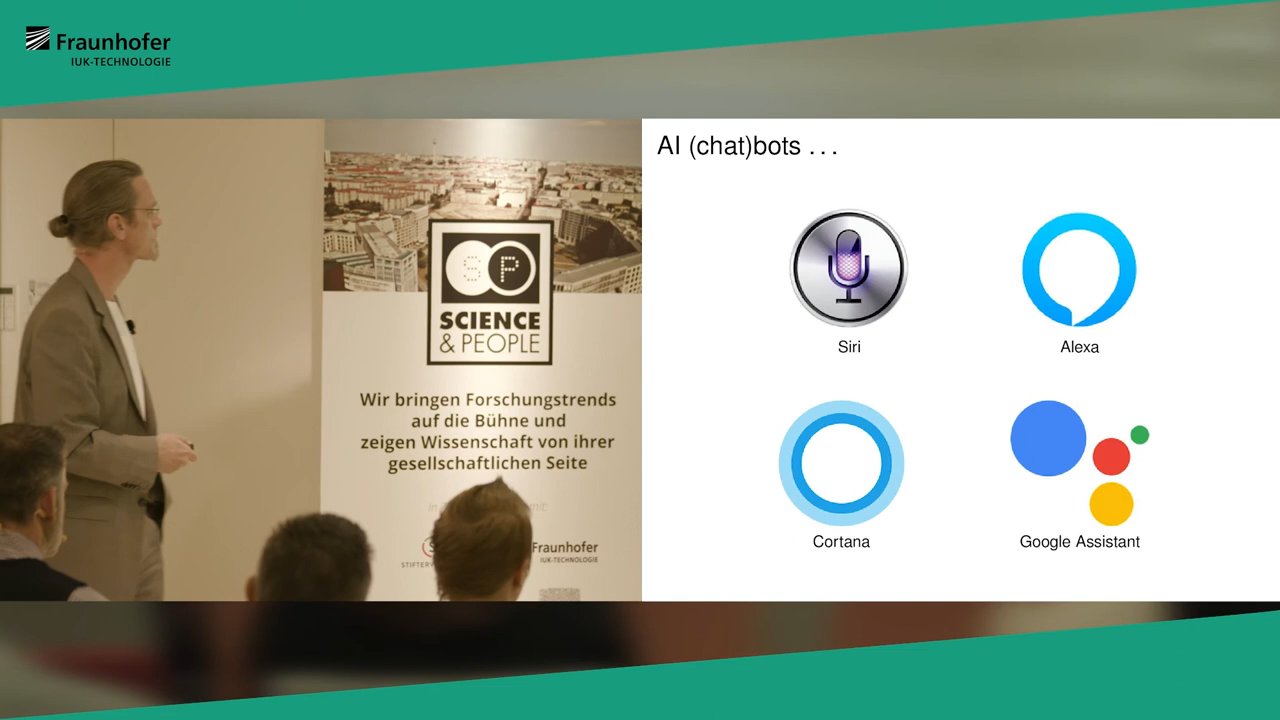 Fraunhofer
IUK-TECHNOLOGIE
SP
SCIENCE
& PEOPLE
Wir bringen Forschungstrends
auf die Bühne und
zeigen Wissenschaft von ihrer
gesellschaftlichen Seite
Fraunhofer
IUK-TECHNOLOGIE
AI (chat)bots ...
Siri
Alexa
Cortana
Google Assistant